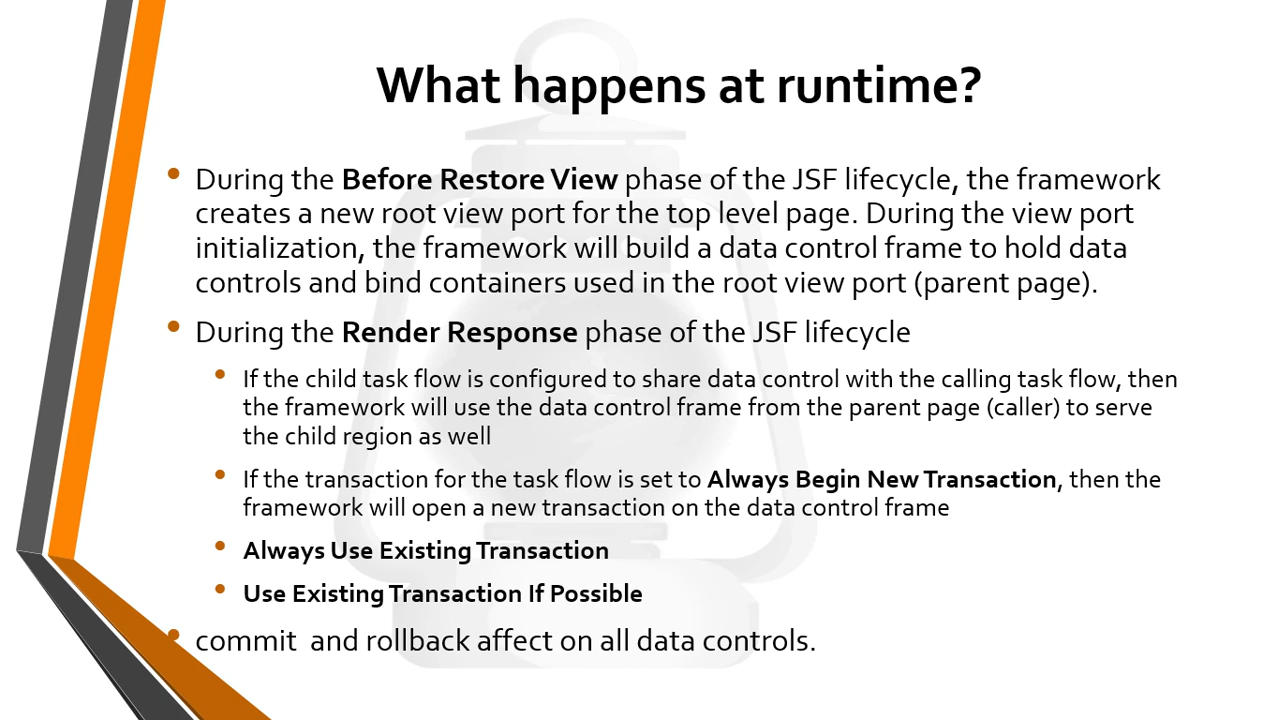 What happens at runtime?
• During the Before Restore View phase of the JSF lifecycle, the framework
creates a new root view port for the top level page. During the view port
initialization, the framework will build a data control frame to hold data
controls and bind containers used in the root view port (parent page).
• During the Render Response phase of the JSF lifecycle
• If the child task flow is configured to share data control with the calling task flow, then
the framework will use the data control frame from the parent page (caller) to serve
the child region as well
• If the transaction for the task flow is set to Always Begin New Transaction, then the
framework will open a new transaction on the data control frame
• Always Use Existing Transaction
• Use Existing Transaction If Possible
• commit  and rollback affect on all data controls.